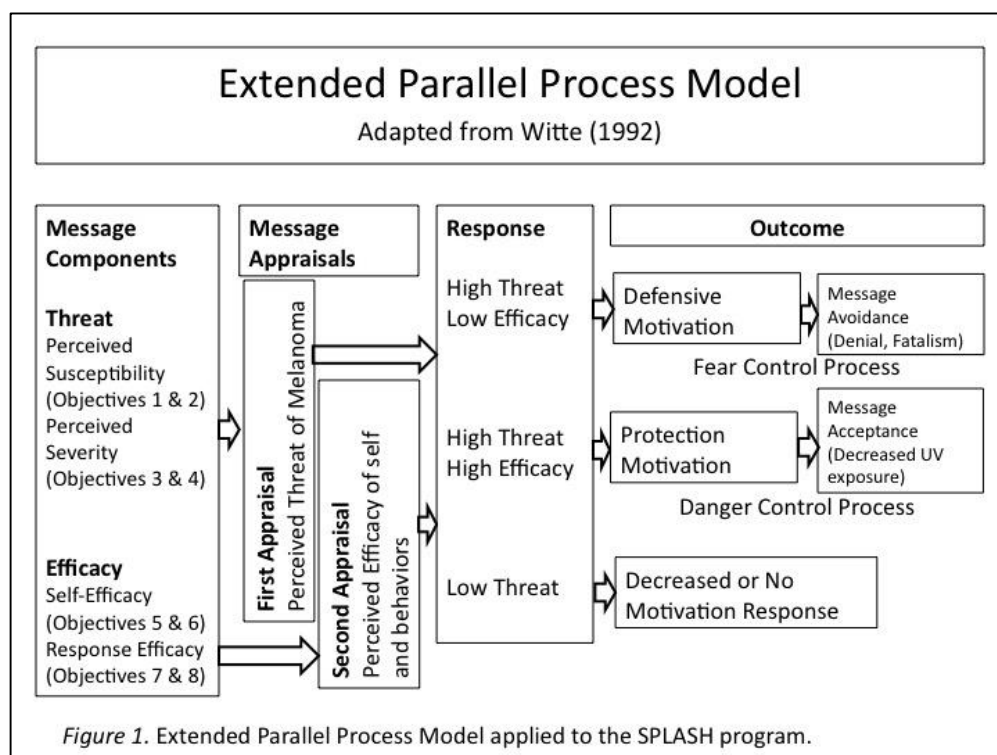 Extended Parallel Process Model
Adapted from Witte (1992)
Message
Components
Threat
Perceived
Susceptibility
(Objectives 1 & 2)
Perceived
Severity
(Objectives 3 & 4)
Efficacy
Self-Efficacy
(Objectives 5 & 6)
Response Efficacy
(Objectives 7 & 8)
Message
Appraisals
First Appraisal
Perceived Threat of Melanoma
Second Appraisal
Perceived Efficacy of self
and behaviors
Response
High Threat
Low Efficacy
High Threat
High Efficacy
Low Threat
Outcome
Defensive
Motivation
Message
Avoidance
(Denial, Fatalism)
Fear Control Process
Protection
Motivation
Message
Acceptance
(Decreased UV
exposure)
Danger Control Process
Decreased or No
Motivation Response
Figure 1. Extended Parallel Process Model applied to the SPLASH program.